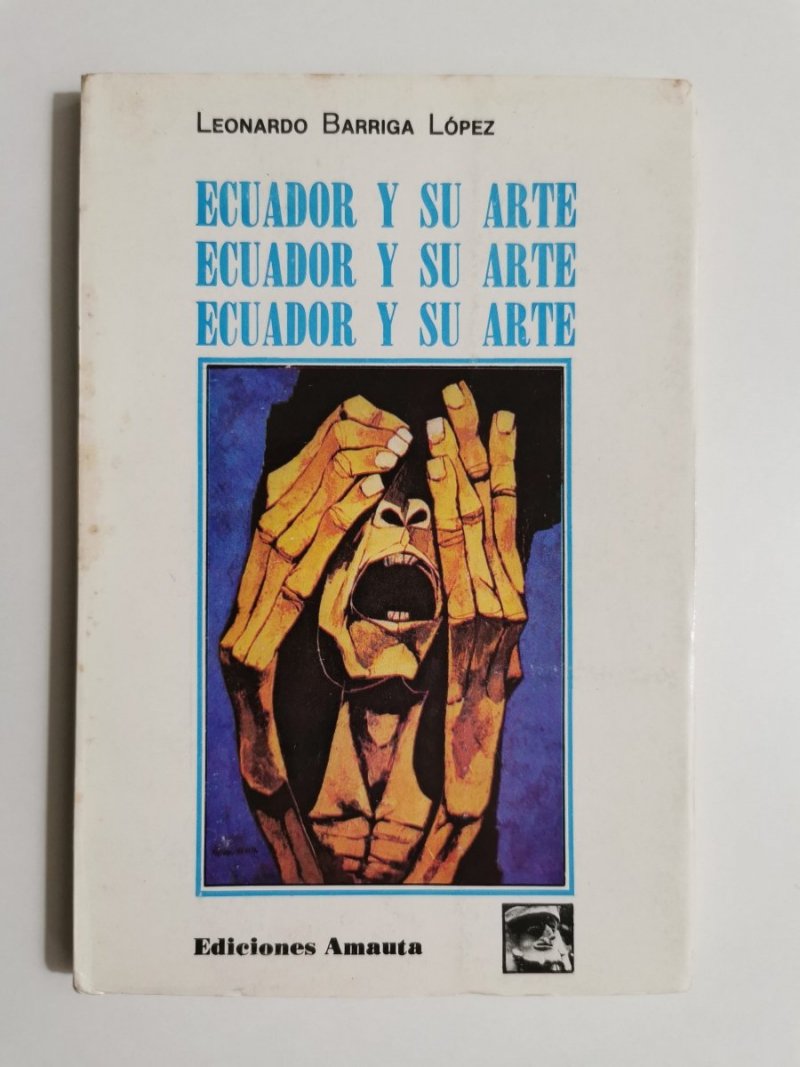 LEONARDO BARRIGA LÓPEZ
ECUADOR Y SU ARTE
ECUADOR Y SU ARTE
ECUADOR Y SU ARTE
Ediciones Amauta